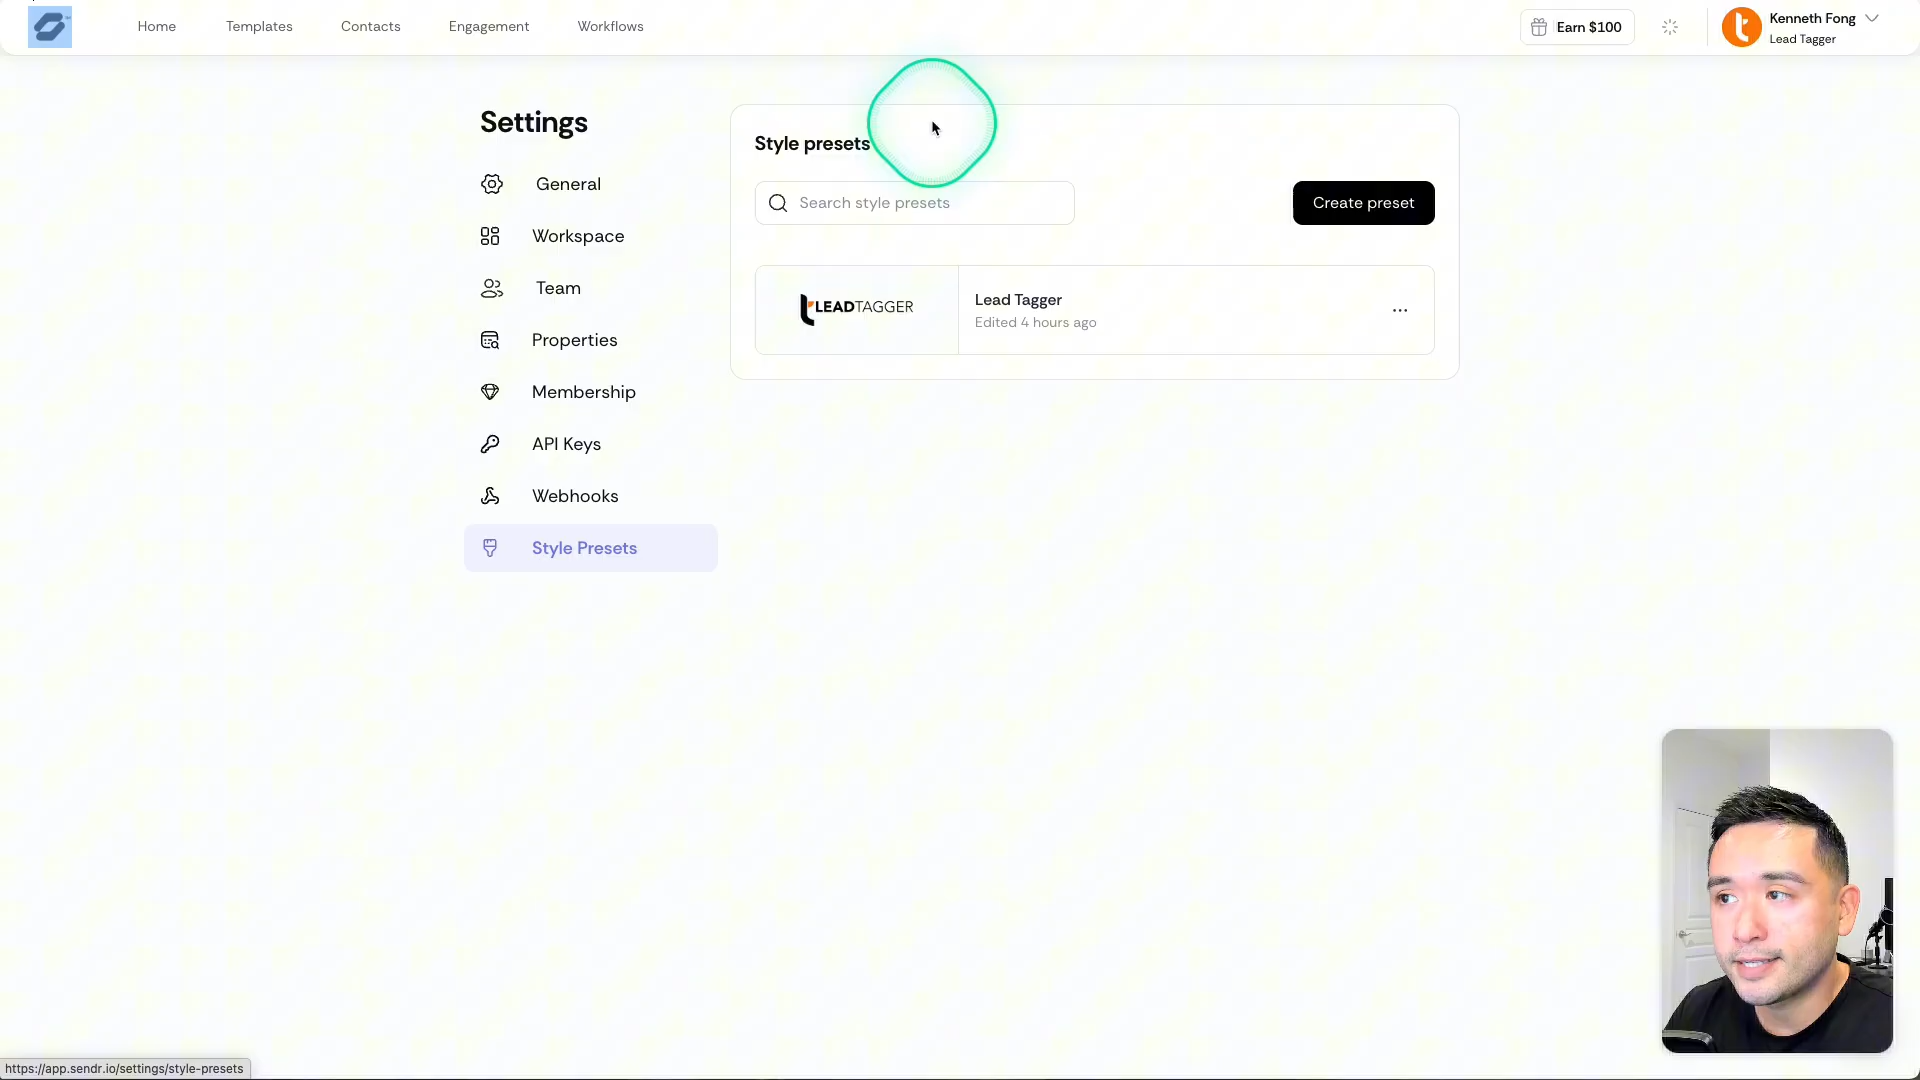 Home
Templates
Contacts
Engagement
Workflows
Earn $100
Kenneth Fong
Lead Tagger
Settings
General
Workspace
Team
Properties
Membership
API Keys
Webhooks
Style Presets
Style presets
Search style presets
Create preset
LEADTAGGER
Lead Tagger
Edited 4 hours ago
https://app.sendr.io/settings/style-presets